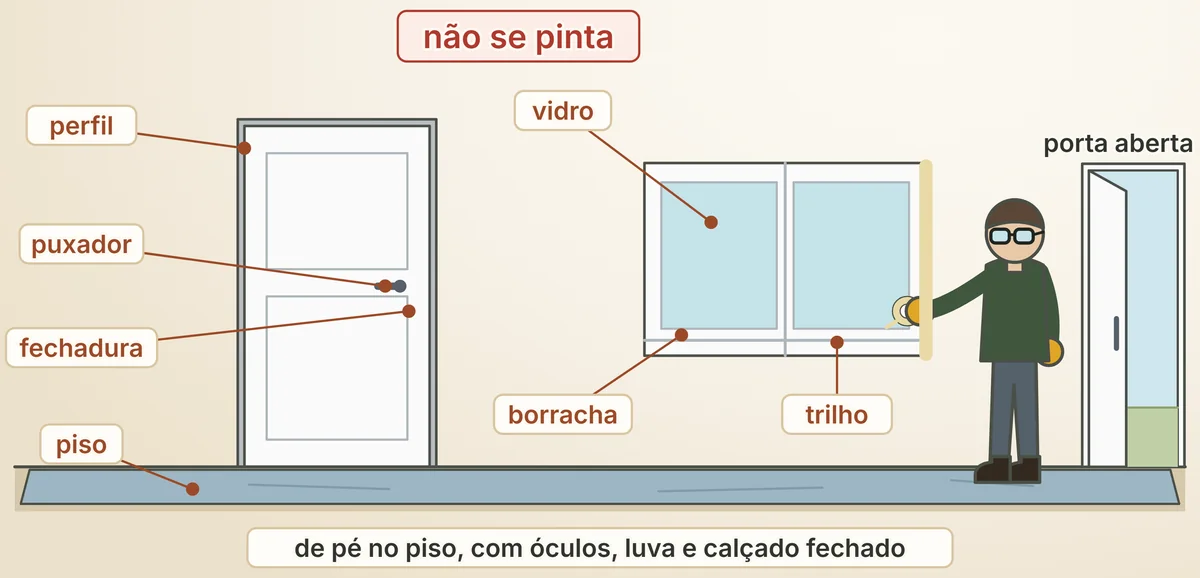 não se pinta
perfil
vidro
porta aberta
puxador
fechadura
borracha
trilho
piso
de pé no piso, com óculos, luva e calçado fechado